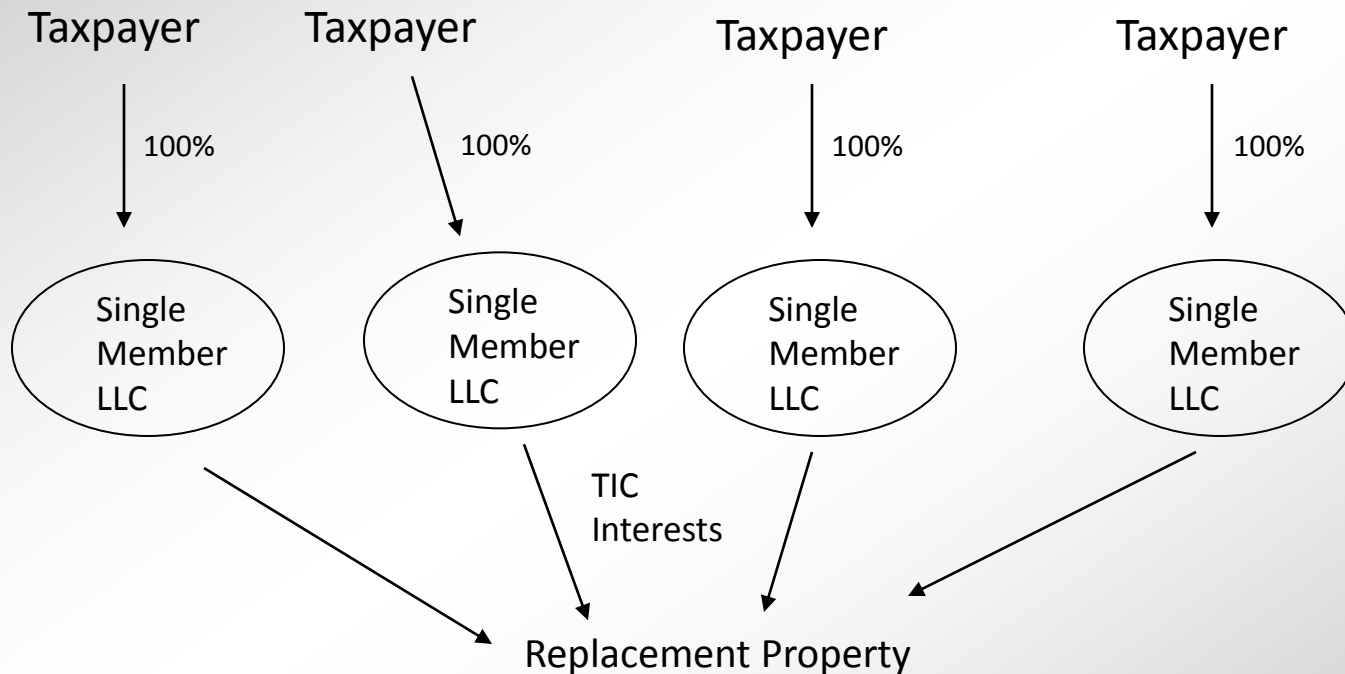 Taxpayer
Taxpayer
Taxpayer
Taxpayer
100%
100%
100%
100%
Single
Member
LLC
Single
Member
LLC
Single
Member
LLC
Single
Member
LLC
TIC
Interests
Replacement Property